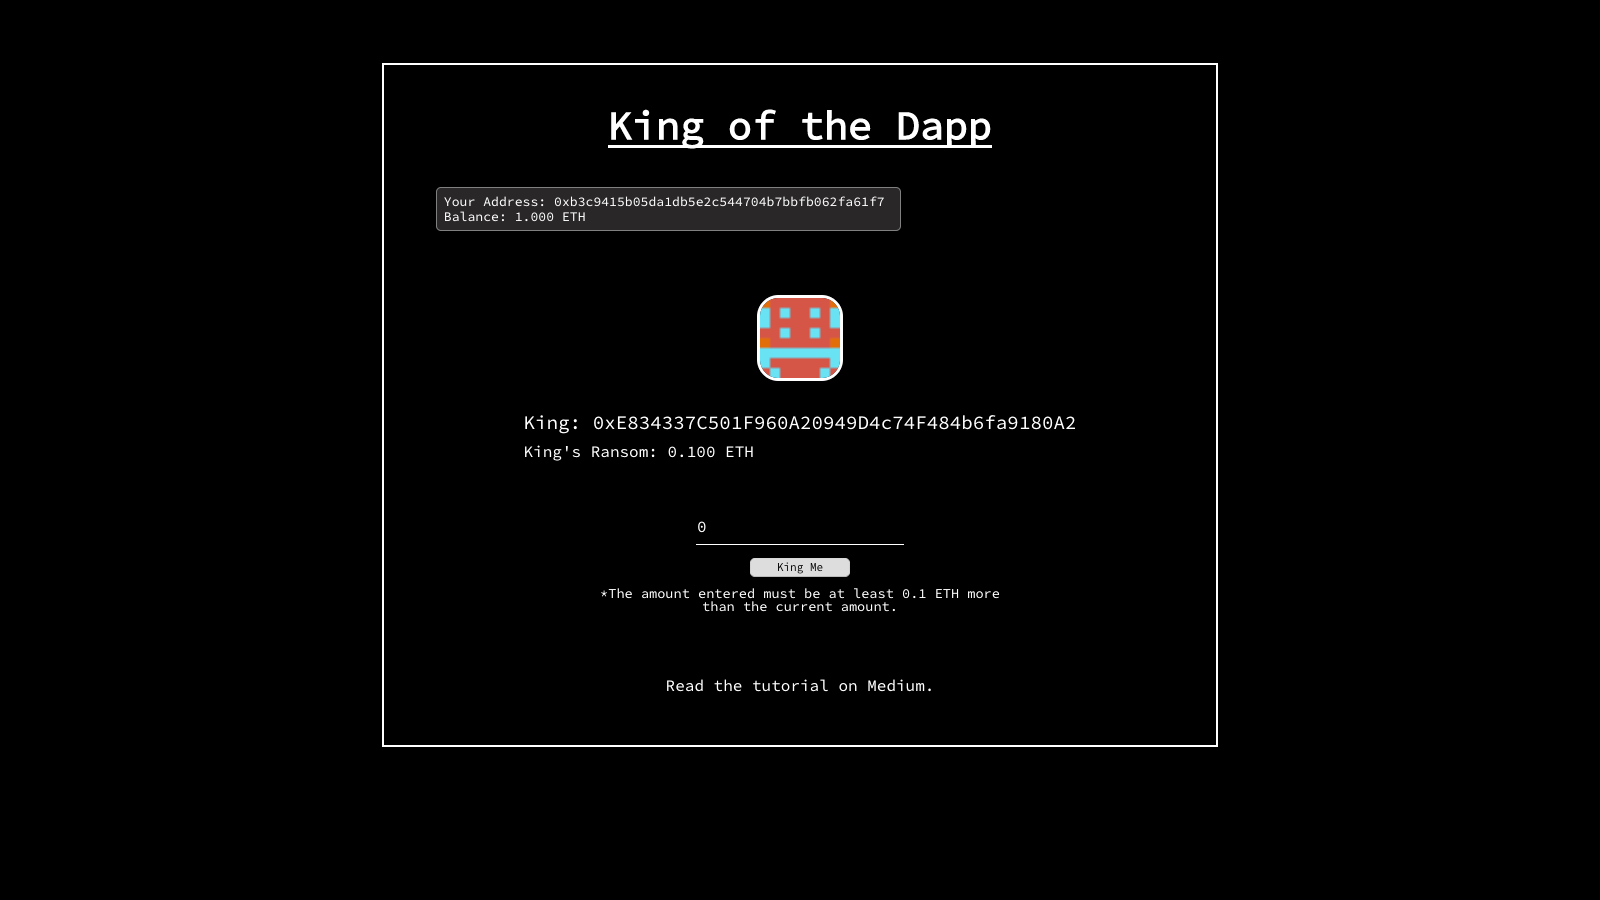 King of the Dapp
Your Address: 0xb3c9415b05da1db5e2c544704b7bbfb062fa61f7
Balance: 1.000 ETH
King: 0xE834337C501F960A20949D4c74F484b6fa9180A2
King's Ransom: 0.100 ETH
0
King Me
*The amount entered must be at least 0.1 ETH more
than the current amount.
Read the tutorial on Medium.